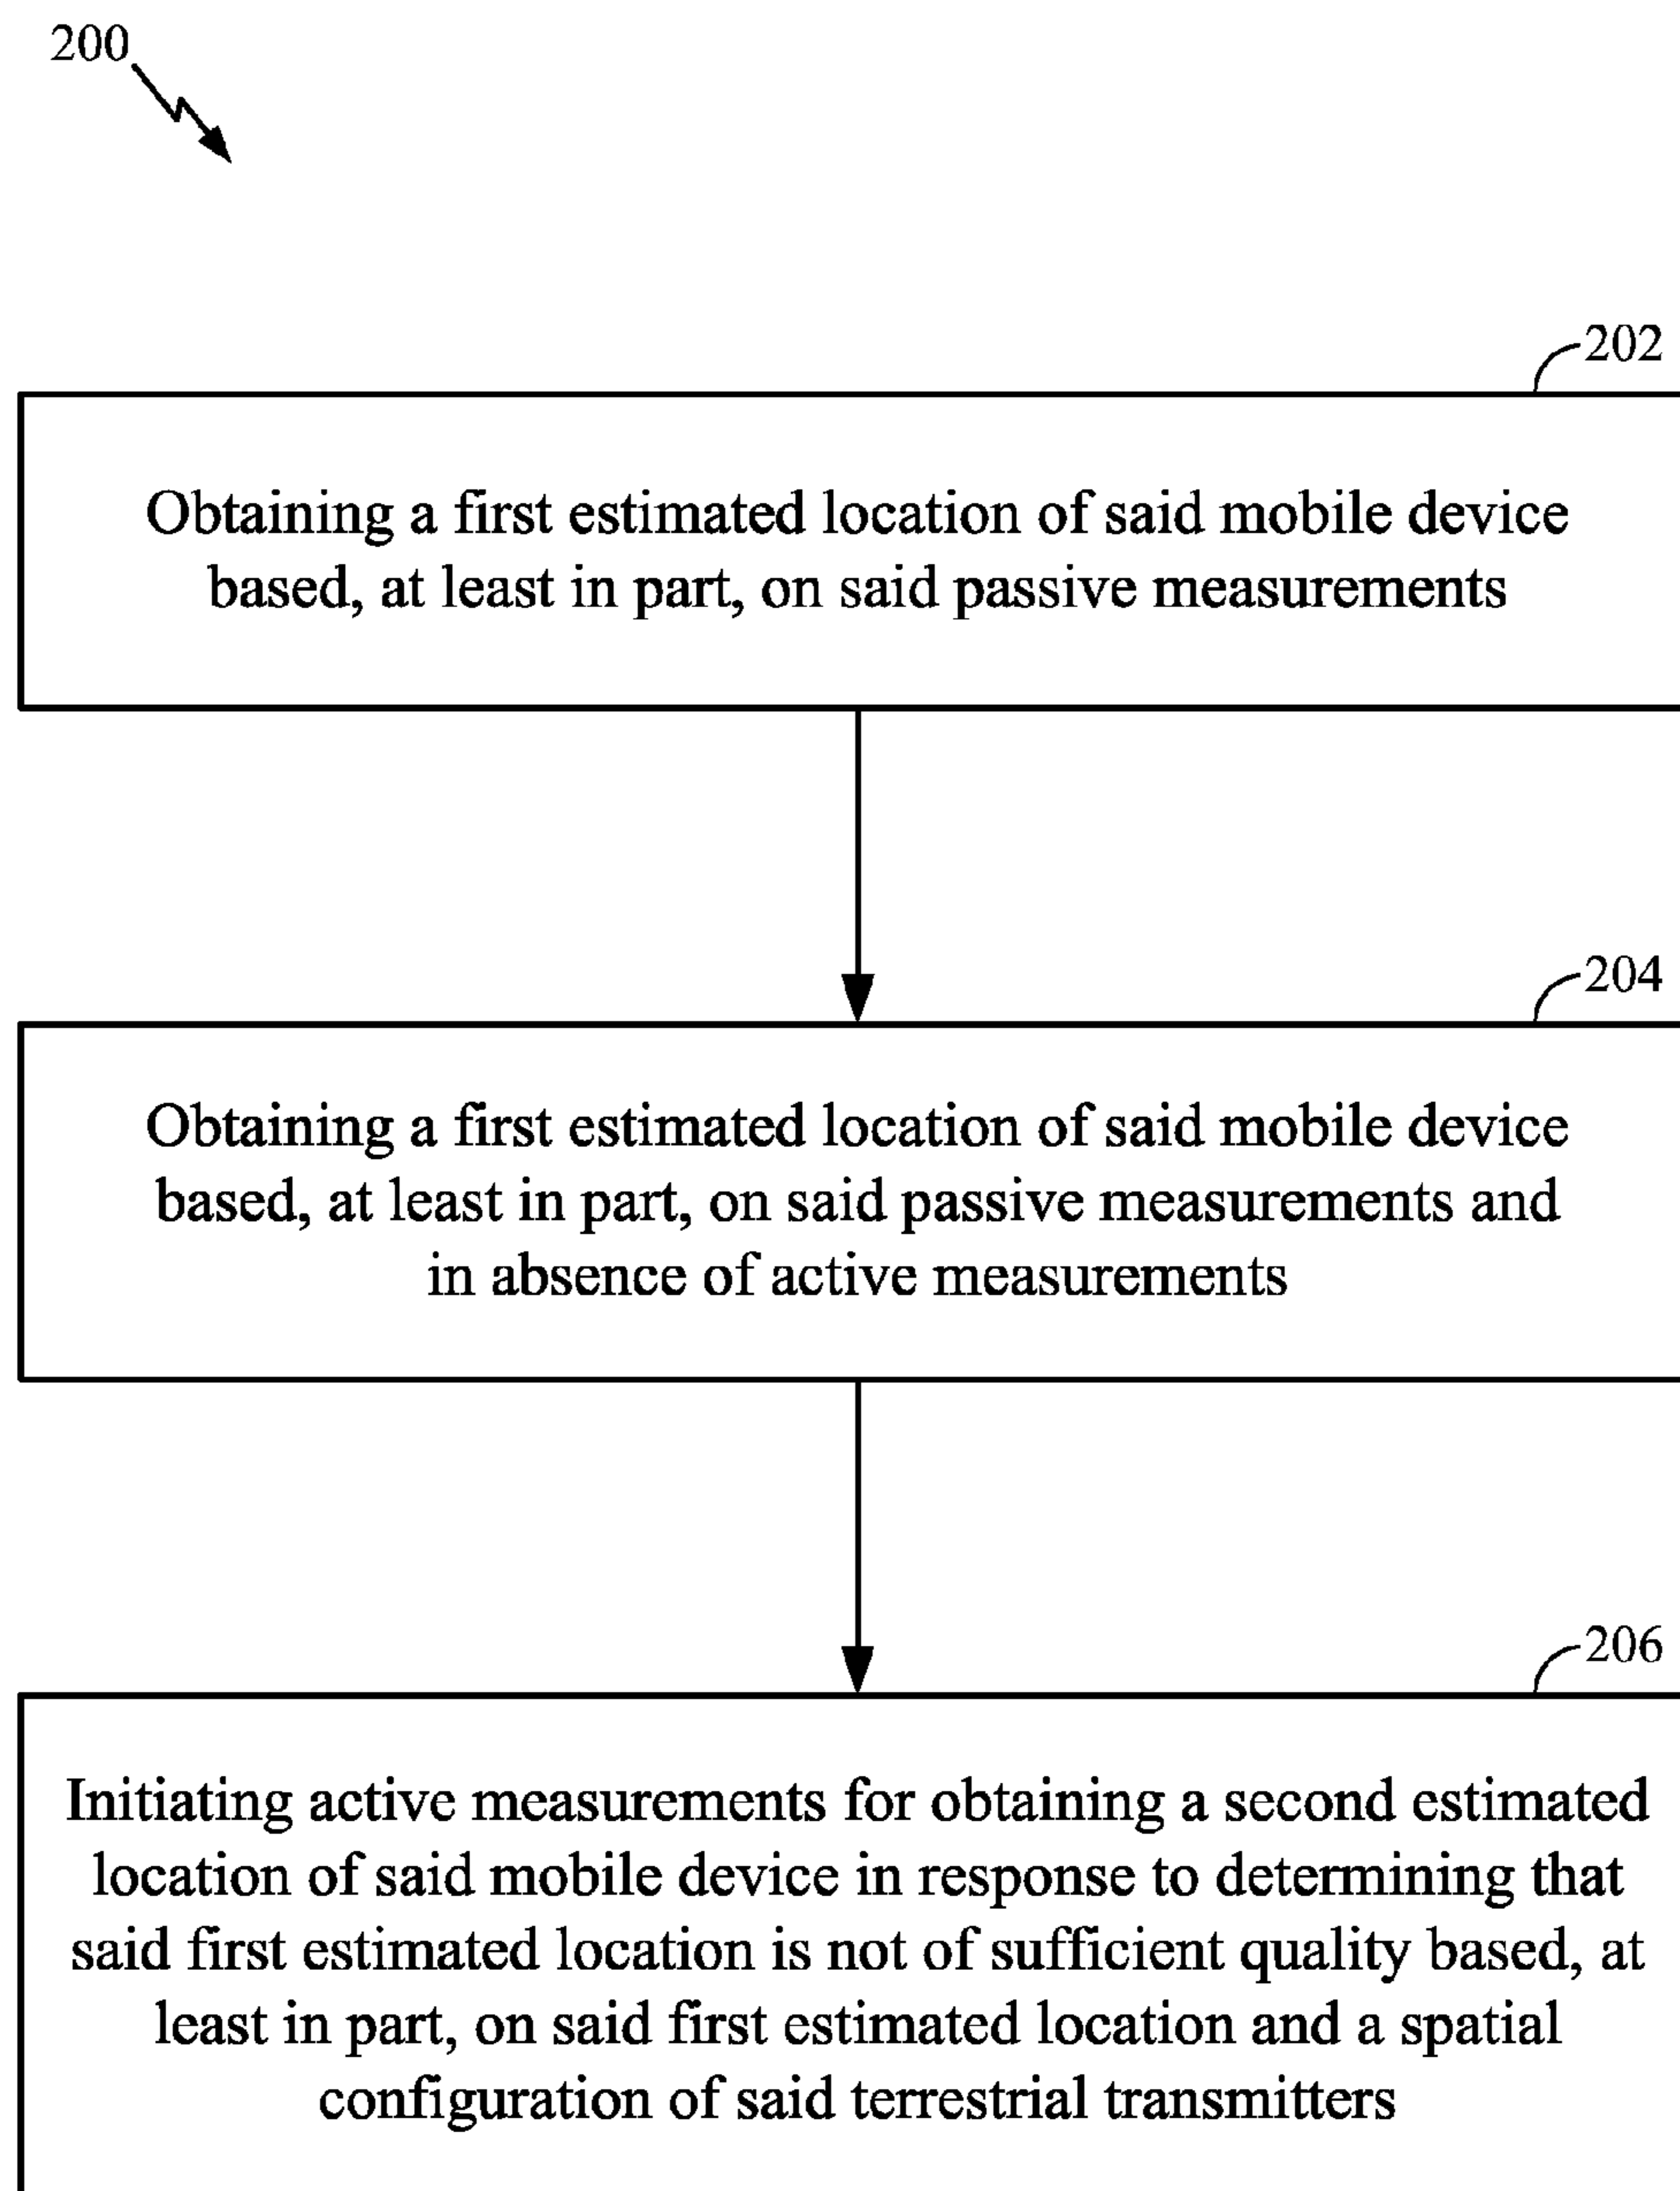 200
202
Obtaining a first estimated location of said mobile device
based, at least in part, on said passive measurements
204
Obtaining a first estimated location of said mobile device
based, at least in part, on said passive measurements and
in absence of active measurements
206
Initiating active measurements for obtaining a second estimated
location of said mobile device in response to determining that
said first estimated location is not of sufficient quality based, at
least in part, on said first estimated location and a spatial
configuration of said terrestrial transmitters